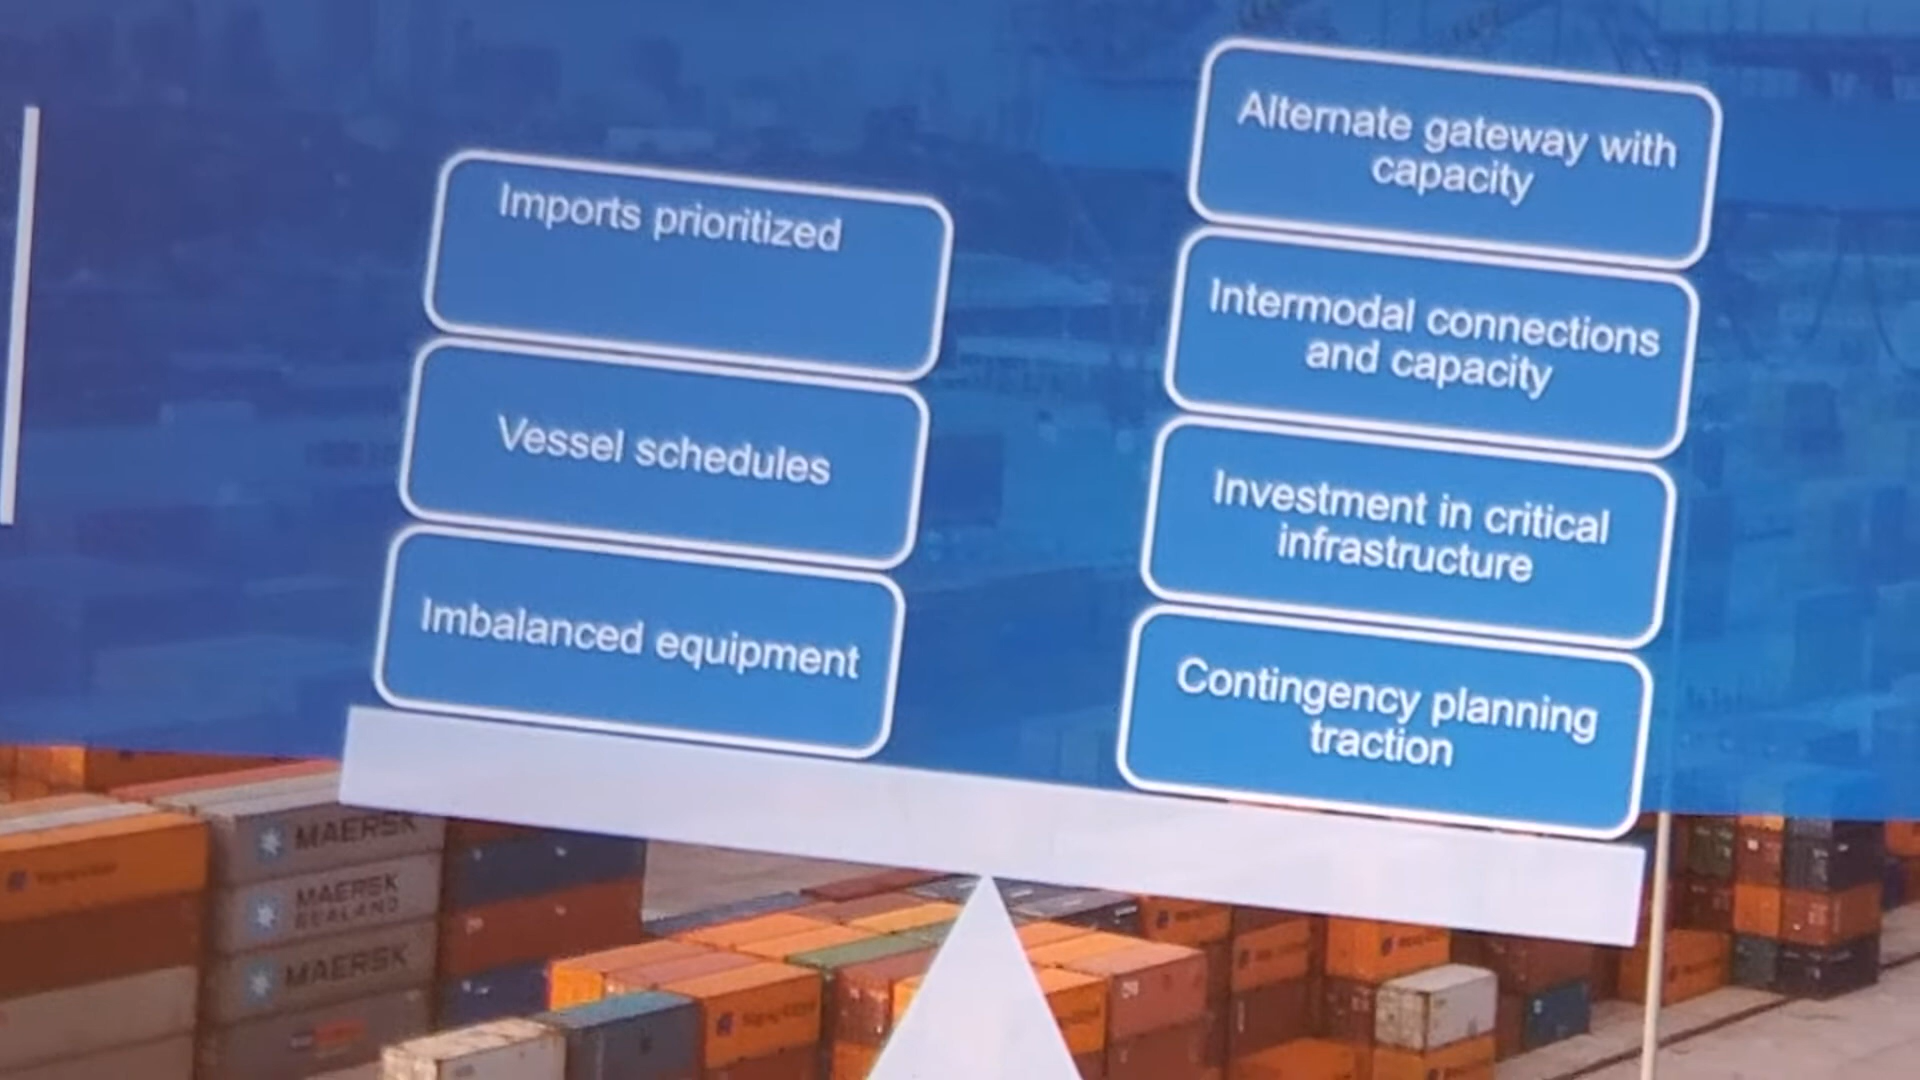 Imports prioritized
Vessel schedules
Imbalanced equipment
Alternate gateway with
capacity
Intermodal connections
and capacity
Investment in critical
infrastructure
Contingency planning
traction
MAERSK
MAERSK
SEALAND
MAERSK